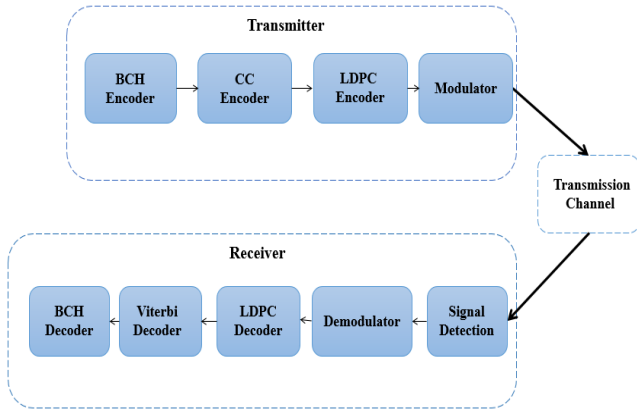 Transmitter
BCH
Encoder
CC
Encoder
LDPC
Encoder
Modulator
Transmission
Channel
Receiver
BCH
Decoder
Viterbi
Decoder
LDPC
Decoder
Demodulator
Signal
Detection